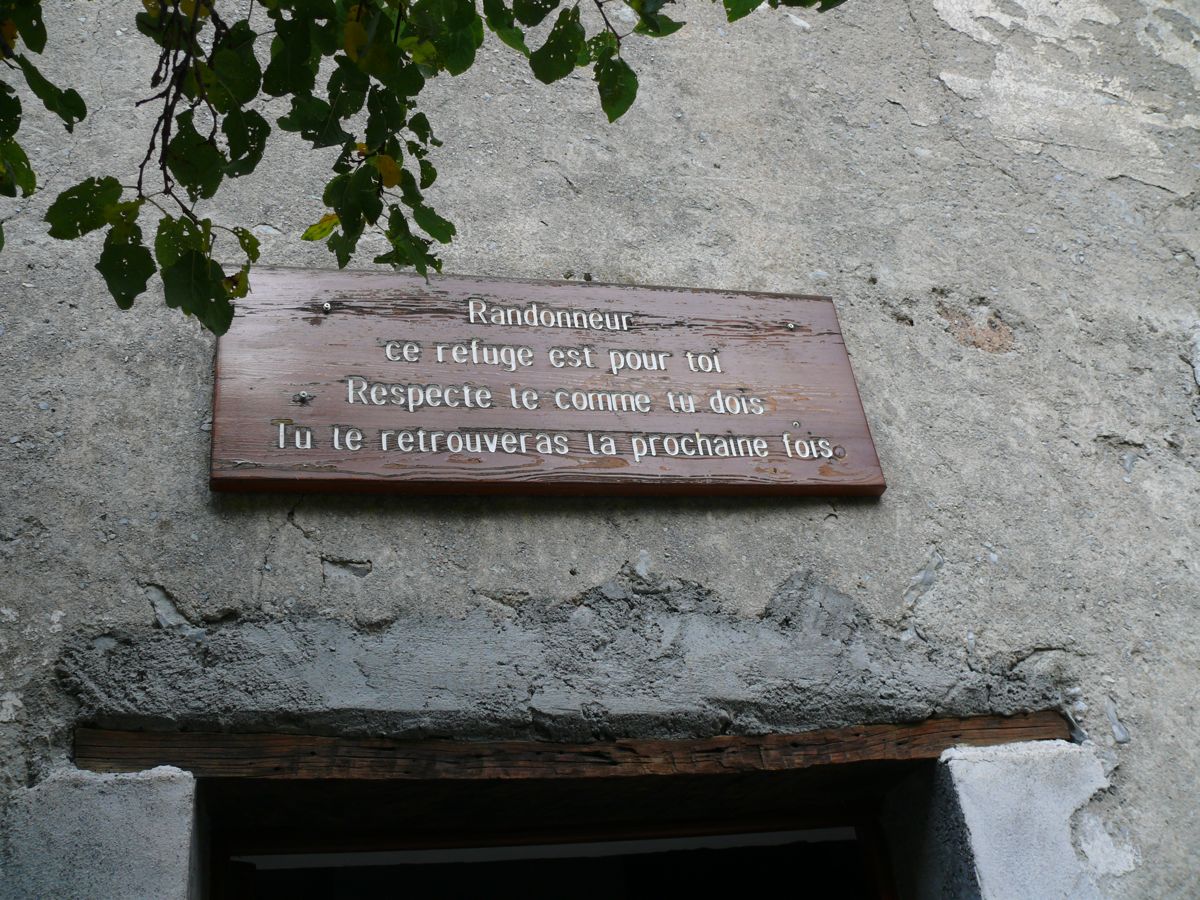 Randonneur
ce refuge est pour toi
Respecte le comme tu dois
Tu le retrouveras la prochaine fois